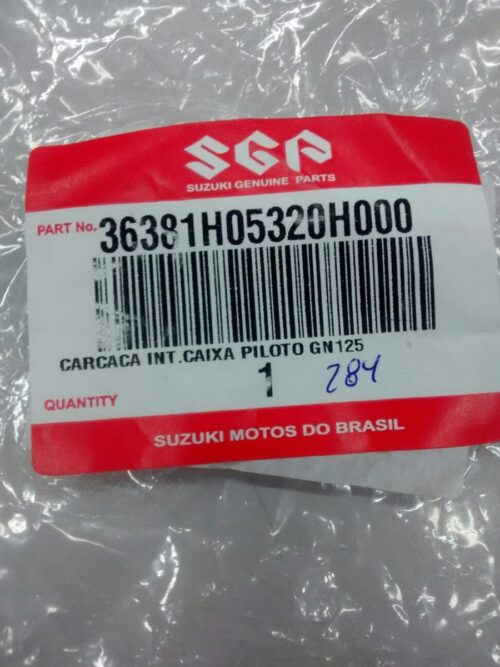 SGP
SUZUKI GENUINE PARTS
PART No. 36381H05320H000
CARCACA INT.CAIXA PILOTO GN125
1 284
QUANTITY
SUZUKI MOTOS DO BRASIL